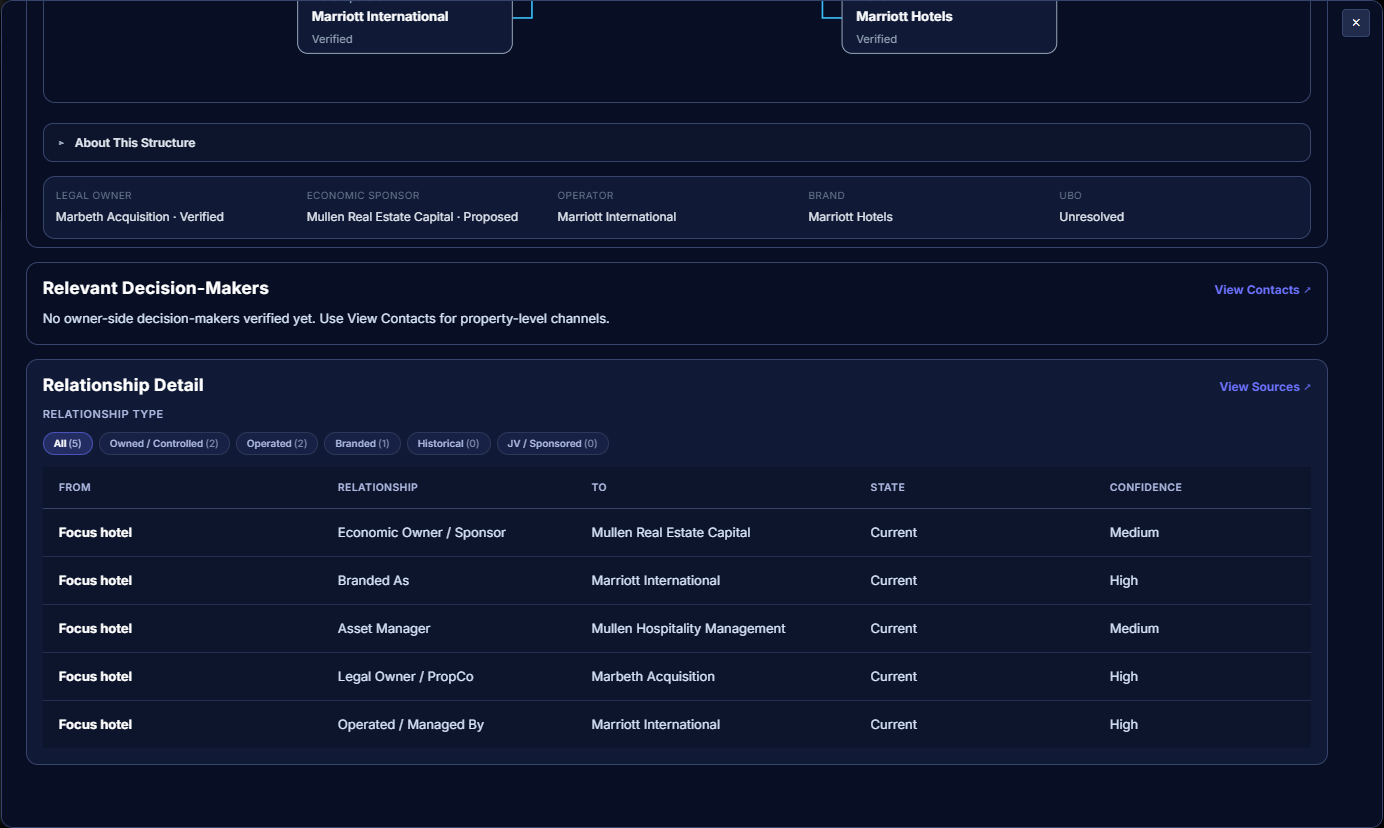 Marriott International
Marriott Hotels
Verified
Verified
About This Structure
LEGAL OWNER
ECONOMIC SPONSOR
OPERATOR
BRAND
UBO
Marbeth Acquisition · Verified
Mullen Real Estate Capital · Proposed
Marriott International
Marriott Hotels
Unresolved
Relevant Decision-Makers
View Contacts ↗
No owner-side decision-makers verified yet. Use View Contacts for property-level channels.
Relationship Detail
View Sources ↗
RELATIONSHIP TYPE
All (5)
Owned / Controlled (2)
Operated (2)
Branded (1)
Historical (0)
JV / Sponsored (0)
FROM RELATIONSHIP TO STATE CONFIDENCE
Focus hotel Economic Owner / Sponsor Mullen Real Estate Capital Current Medium
Focus hotel Branded As Marriott International Current High
Focus hotel Asset Manager Mullen Hospitality Management Current Medium
Focus hotel Legal Owner / PropCo Marbeth Acquisition Current High
Focus hotel Operated / Managed By Marriott International Current High